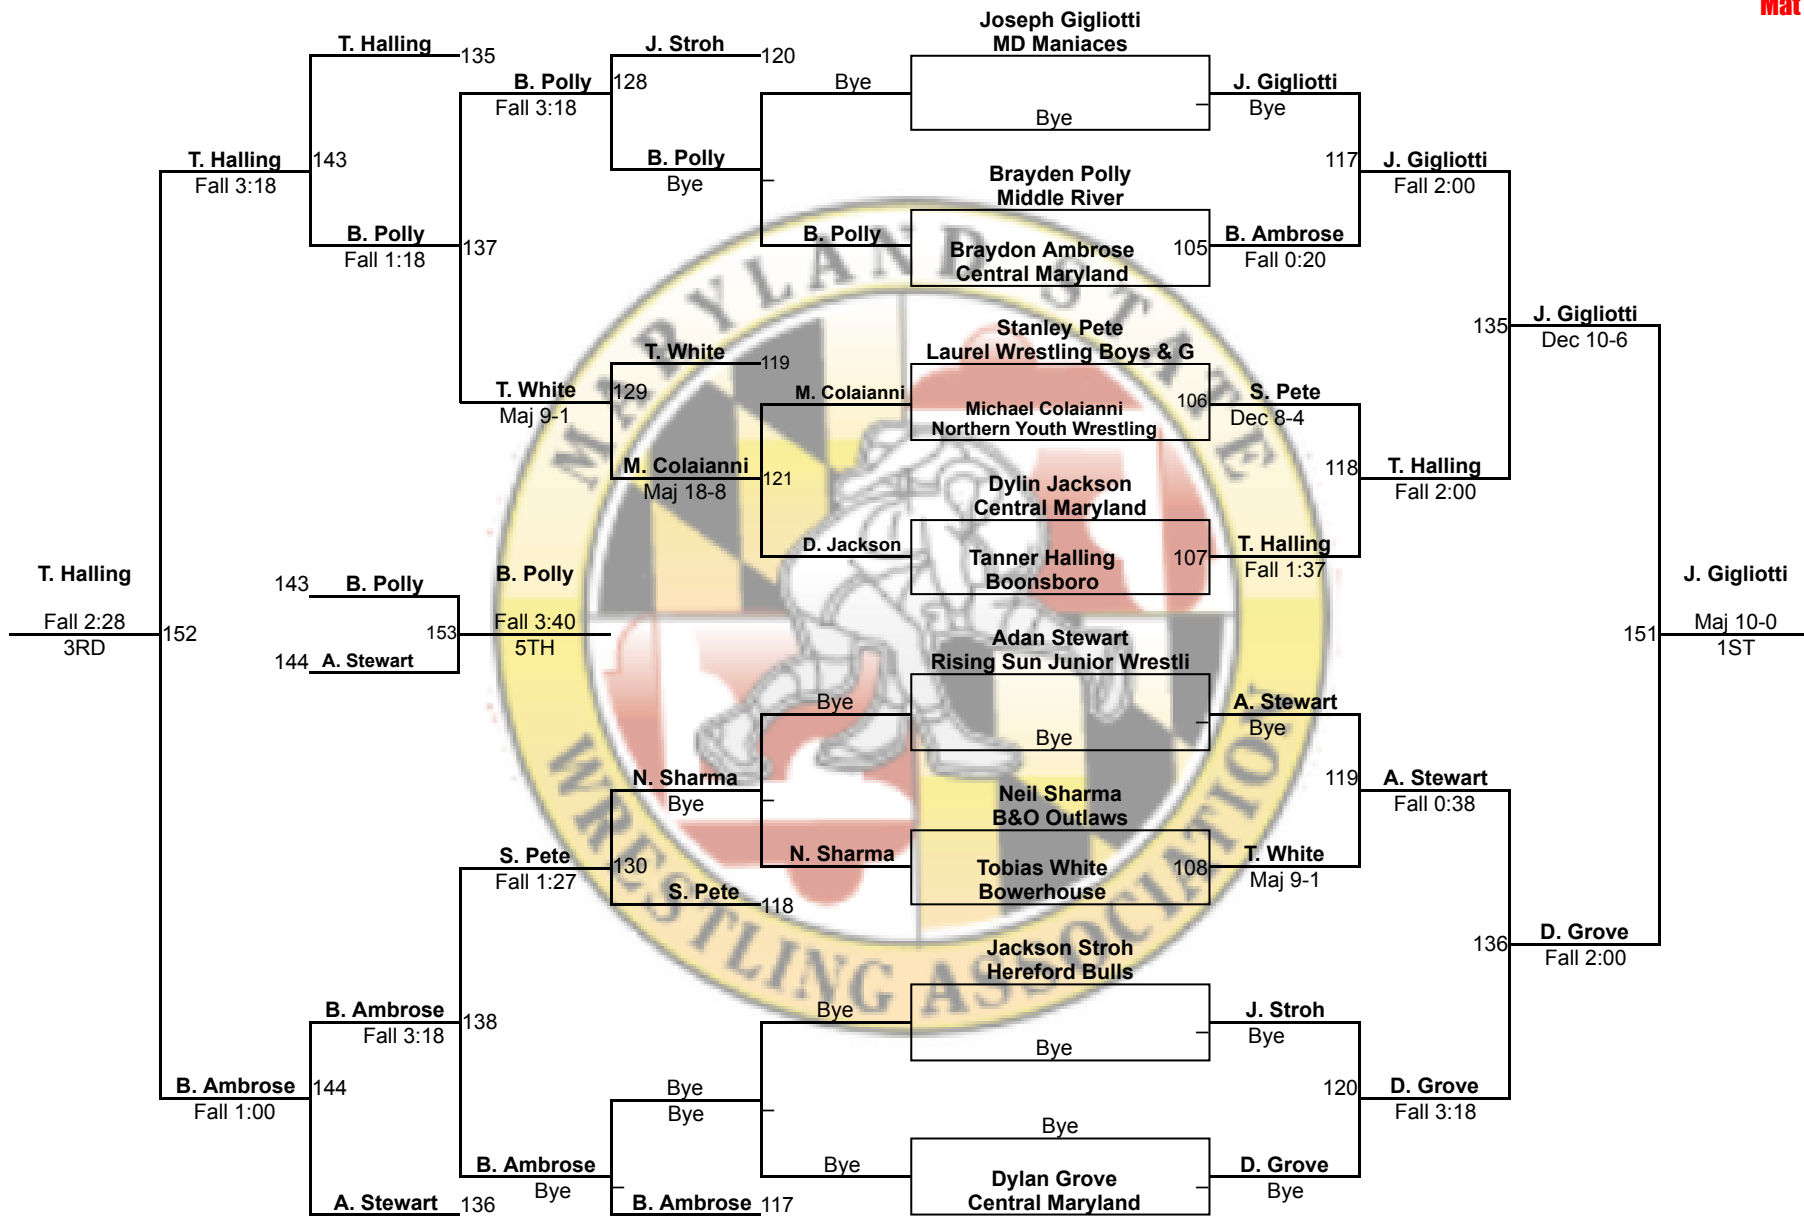 Mat
Joseph Gigliotti
MD Maniaces
T. Halling
135
J. Stroh
120
B. Polly
128
Fall 3:18
Bye
J. Gigliotti
Bye
Bye
T. Halling
143
Fall 3:18
B. Polly
Bye
117
J. Gigliotti
Fall 2:00
Brayden Polly
Middle River
B. Polly
137
Fall 1:18
B. Polly
Braydon Ambrose
Central Maryland
105
B. Ambrose
Fall 0:20
135
J. Gigliotti
Dec 10-6
Stanley Pete
Laurel Wrestling Boys & G
T. White
119
T. White
129
Maj 9-1
M. Colaianni
Michael Colaianni
Northern Youth Wrestling
106
S. Pete
Dec 8-4
M. Colaianni
121
Maj 18-8
118
T. Halling
Fall 2:00
Dylin Jackson
Central Maryland
D. Jackson
Tanner Halling
Boonsboro
107
T. Halling
Fall 1:37
T. Halling
Fall 2:28
3RD
152
143
B. Polly
144
A. Stewart
153
B. Polly
Fall 3:40
5TH
151
J. Gigliotti
Maj 10-0
1ST
Adan Stewart
Rising Sun Junior Wrestli
Bye
Bye
A. Stewart
Bye
N. Sharma
Bye
119
A. Stewart
Fall 0:38
Neil Sharma
B&O Outlaws
S. Pete
130
Fall 1:27
N. Sharma
Tobias White
Bowerhouse
108
T. White
Maj 9-1
S. Pete
118
136
D. Grove
Fall 2:00
Jackson Stroh
Hereford Bulls
B. Ambrose
138
Fall 3:18
Bye
Bye
J. Stroh
Bye
B. Ambrose
144
Fall 1:00
Bye
Bye
120
D. Grove
Fall 3:18
Bye
B. Ambrose
Bye
Bye
Dylan Grove
Central Maryland
D. Grove
Bye
A. Stewart
136
B. Ambrose
117
MARYLAND STATE
WRESTLING ASSOCIATION